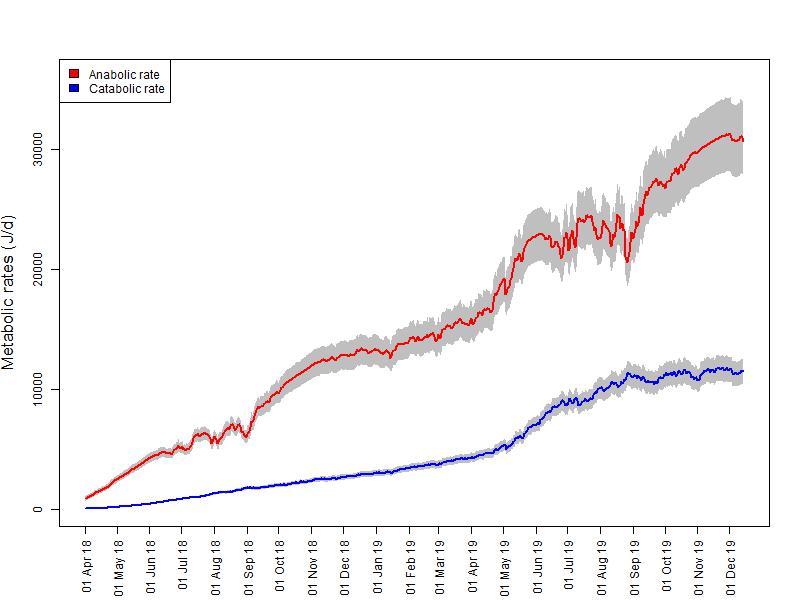 Anabolic rate
Catabolic rate
Metabolic rates (J/d)
30000
20000
10000
0
01 Apr 18
01 May 18
01 Jun 18
01 Jul 18
01 Aug 18
01 Sep 18
01 Oct 18
01 Nov 18
01 Dec 18
01 Jan 19
01 Feb 19
01 Mar 19
01 Apr 19
01 May 19
01 Jun 19
01 Jul 19
01 Aug 19
01 Sep 19
01 Oct 19
01 Nov 19
01 Dec 19